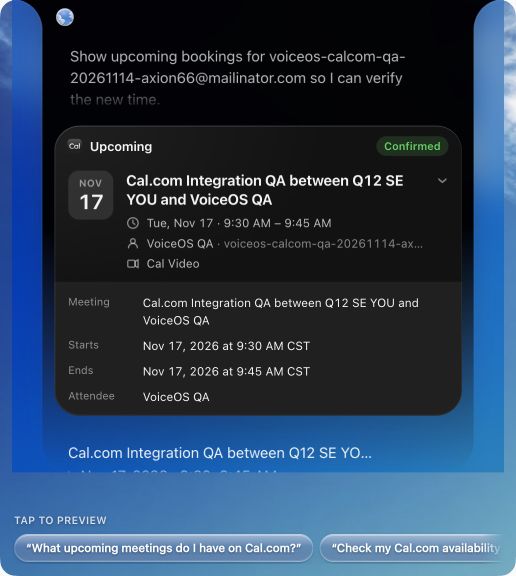 Show upcoming bookings for voiceos-calcom-qa-
20261114-axion66@mailinator.com so I can verify
the new time.
Cal Upcoming
Confirmed
NOV
17
Cal.com Integration QA between Q12 SE
YOU and VoiceOS QA
Tue, Nov 17 · 9:30 AM – 9:45 AM
VoiceOS QA · voiceos-calcom-qa-20261114-ax...
Cal Video
Meeting Cal.com Integration QA between Q12 SE YOU and
VoiceOS QA
Starts Nov 17, 2026 at 9:30 AM CST
Ends Nov 17, 2026 at 9:45 AM CST
Attendee VoiceOS QA
Cal.com Integration QA between Q12 SE YO...
TAP TO PREVIEW
“What upcoming meetings do I have on Cal.com?”
“Check my Cal.com availability